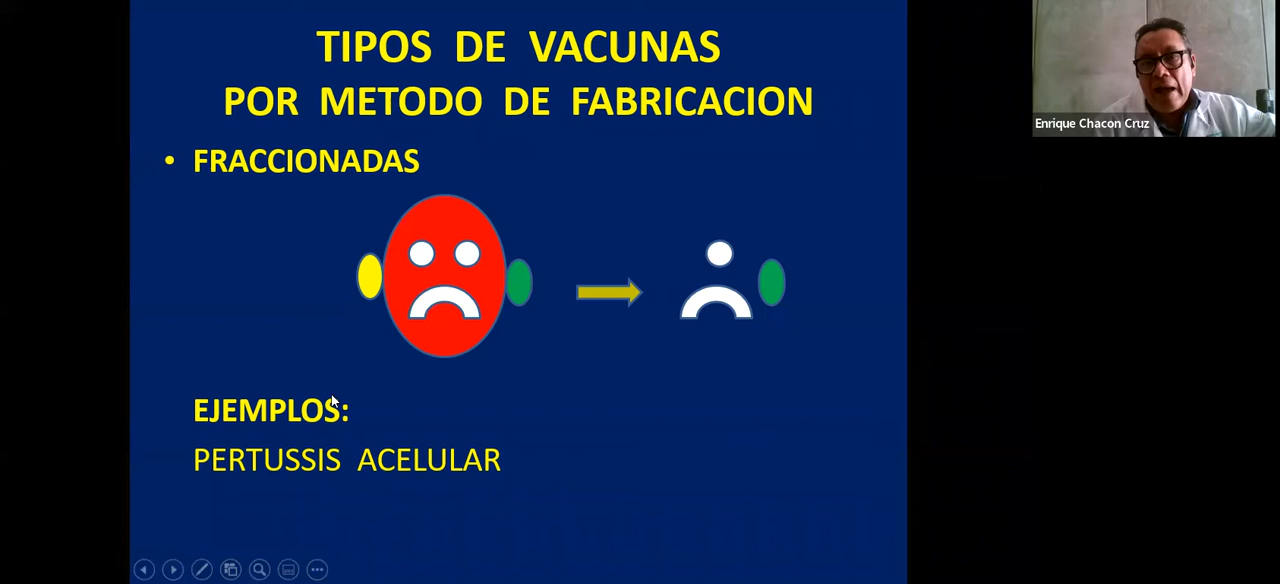 TIPOS DE VACUNAS
POR METODO DE FABRICACION
• FRACCIONADAS
EJEMPLOS:
PERTUSSIS ACELULAR
Enrique Chacon Cruz